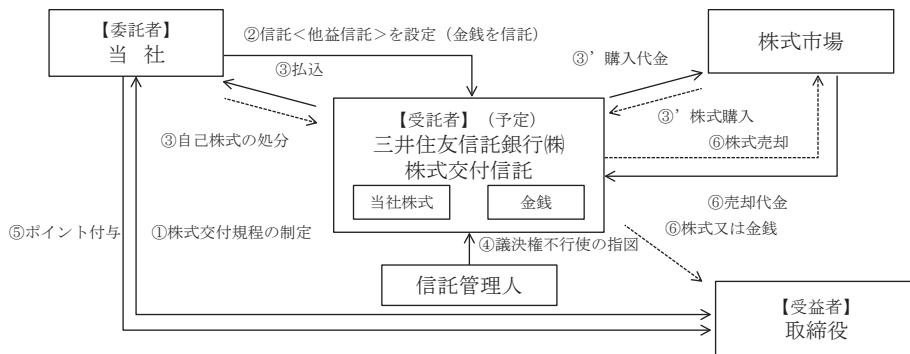 【委託者】
当 社
②信託＜他益信託＞を設定（金銭を信託）
株式市場
③払込
③’購入代金
③自己株式の処分
【受託者】（予定）
三井住友信託銀行㈱
株式交付信託
当社株式
金銭
③’株式購入
⑥株式売却
⑥売却代金
⑤ポイント付与
①株式交付規程の制定
④議決権不行使の指図
⑥株式又は金銭
信託管理人
【受益者】
取締役